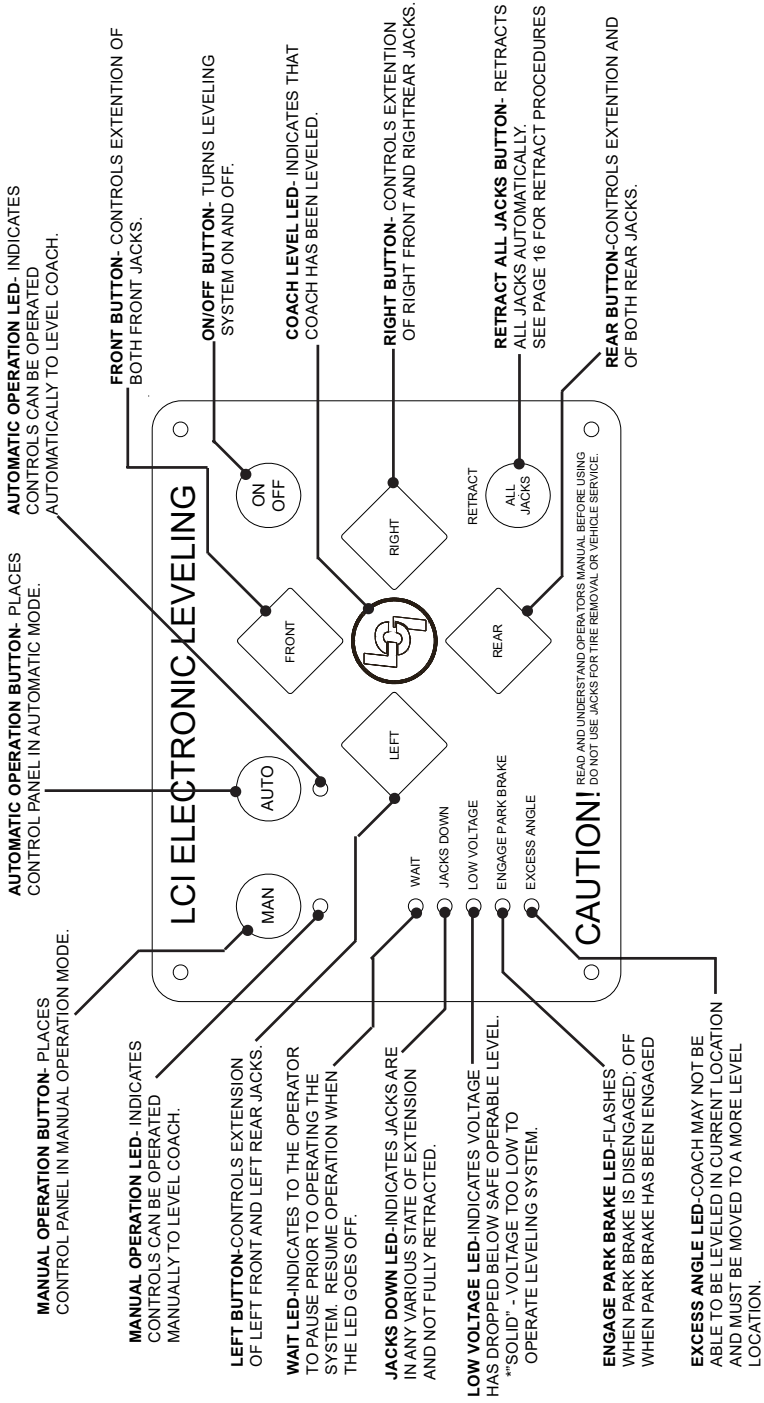 MANUAL OPERATION BUTTON- PLACES
CONTROL PANEL IN MANUAL OPERATION MODE.
AUTOMATIC OPERATION BUTTON- PLACES
CONTROL PANEL IN AUTOMATIC MODE.
AUTOMATIC OPERATION LED- INDICATES
CONTROLS CAN BE OPERATED
AUTOMATICALLY TO LEVEL COACH.
MANUAL OPERATION LED- INDICATES
CONTROLS CAN BE OPERATED
MANUALLY TO LEVEL COACH.
LEFT BUTTON-CONTROLS EXTENSION
OF LEFT FRONT AND LEFT REAR JACKS.
WAIT LED-INDICATES TO THE OPERATOR
TO PAUSE PRIOR TO OPERATING THE
SYSTEM. RESUME OPERATION WHEN
THE LED GOES OFF.
JACKS DOWN LED-INDICATES JACKS ARE
IN ANY VARIOUS STATE OF EXTENSION
AND NOT FULLY RETRACTED.
LOW VOLTAGE LED-INDICATES VOLTAGE
HAS DROPPED BELOW SAFE OPERABLE LEVEL.
*"SOLID" - VOLTAGE TOO LOW TO
OPERATE LEVELING SYSTEM.
ENGAGE PARK BRAKE LED-FLASHES
WHEN PARK BRAKE IS DISENGAGED; OFF
WHEN PARK BRAKE HAS BEEN ENGAGED
EXCESS ANGLE LED-COACH MAY NOT BE
ABLE TO BE LEVELED IN CURRENT LOCATION
AND MUST BE MOVED TO A MORE LEVEL
LOCATION.
LCI ELECTRONIC LEVELING
MAN
AUTO
ON
OFF
FRONT
LEFT
RIGHT
REAR
WAIT
JACKS DOWN
LOW VOLTAGE
ENGAGE PARK BRAKE
EXCESS ANGLE
RETRACT
ALL
JACKS
CAUTION!
READ AND UNDERSTAND OPERATORS MANUAL BEFORE USING
DO NOT USE JACKS FOR TIRE REMOVAL OR VEHICLE SERVICE.
FRONT BUTTON- CONTROLS EXTENSION OF
BOTH FRONT JACKS.
ON/OFF BUTTON- TURNS LEVELING
SYSTEM ON AND OFF.
COACH LEVEL LED- INDICATES THAT
COACH HAS BEEN LEVELED.
RIGHT BUTTON- CONTROLS EXTENTION
OF RIGHT FRONT AND RIGHTREAR JACKS.
RETRACT ALL JACKS BUTTON- RETRACTS
ALL JACKS AUTOMATICALLY.
SEE PAGE 16 FOR RETRACT PROCEDURES
REAR BUTTON-CONTROLS EXTENTION AND
OF BOTH REAR JACKS.